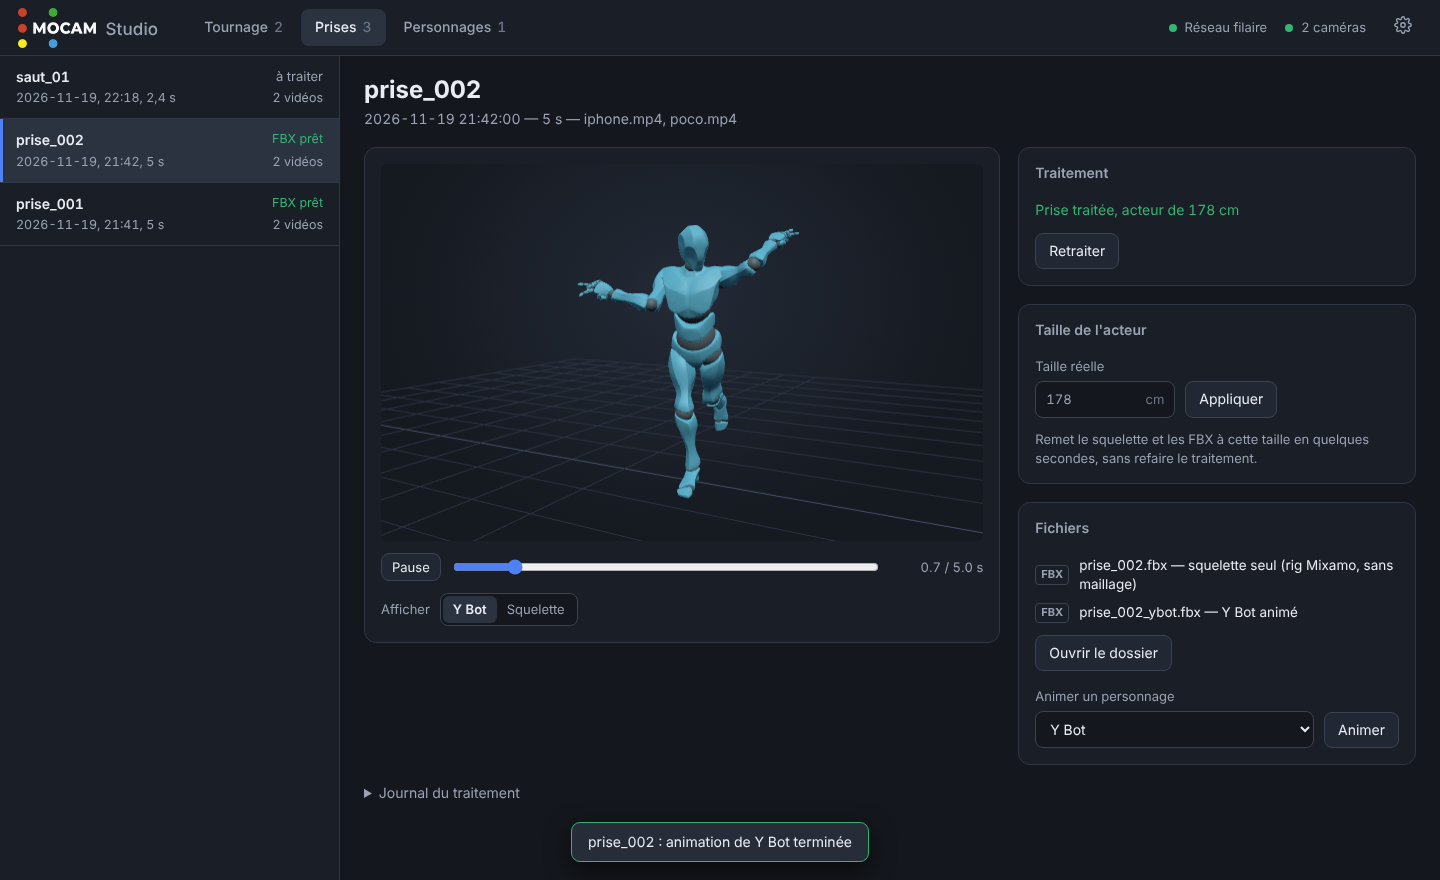 MOCAM Studio
Tournage 2
Prises 3
Personnages 1
Réseau filaire
2 caméras
saut_01
à traiter
2026-11-19, 22:18, 2,4 s
2 vidéos
prise_002
FBX prêt
2026-11-19, 21:42, 5 s
2 vidéos
prise_001
FBX prêt
2026-11-19, 21:41, 5 s
2 vidéos
prise_002
2026-11-19 21:42:00 — 5 s — iphone.mp4, poco.mp4
Pause
0.7 / 5.0 s
Afficher
Y Bot
Squelette
Traitement
Prise traitée, acteur de 178 cm
Retraiter
Taille de l'acteur
Taille réelle
178 cm
Appliquer
Remet le squelette et les FBX à cette taille en quelques
secondes, sans refaire le traitement.
Fichiers
FBX prise_002.fbx — squelette seul (rig Mixamo, sans
maillage)
FBX prise_002_ybot.fbx — Y Bot animé
Ouvrir le dossier
Animer un personnage
Y Bot
Animer
Journal du traitement
prise_002 : animation de Y Bot terminée